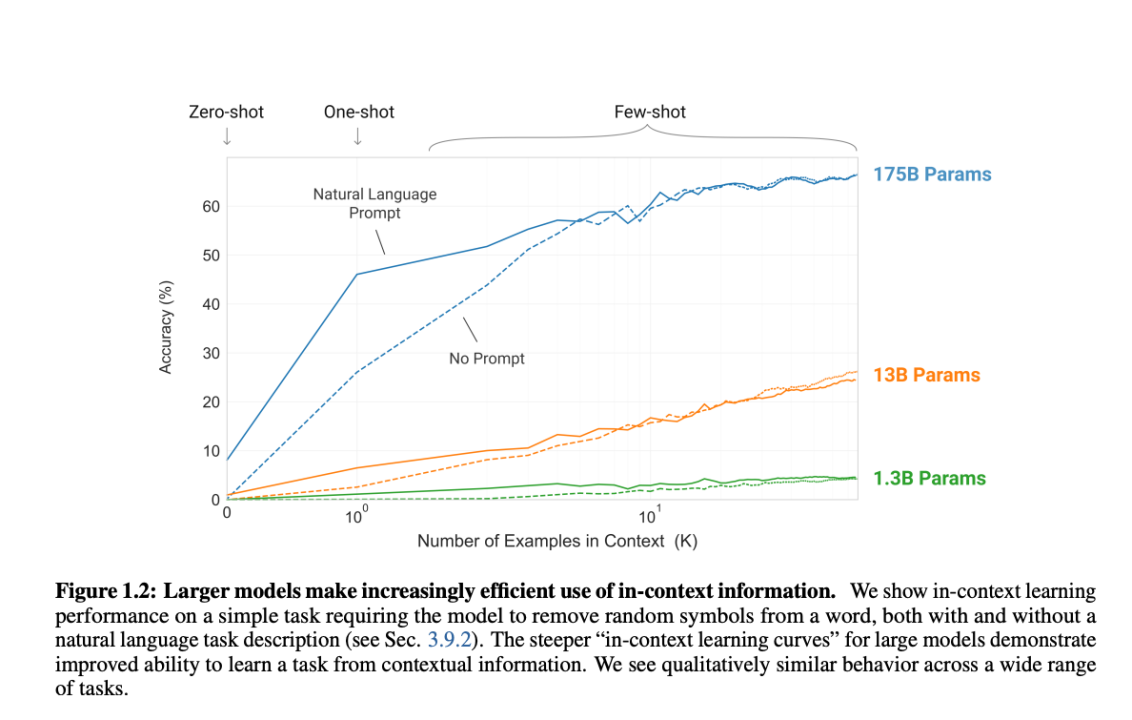 Zero-shot One-shot Few-shot
175B Params
Natural Language
Prompt
60
50
40
No Prompt
30
13B Params
20
10
1.3B Params
0
Accuracy (%)
0 10⁰ 10¹
Number of Examples in Context (K)
Figure 1.2: Larger models make increasingly efficient use of in-context information. We show in-context learning
performance on a simple task requiring the model to remove random symbols from a word, both with and without a
natural language task description (see Sec. 3.9.2). The steeper “in-context learning curves” for large models demonstrate
improved ability to learn a task from contextual information. We see qualitatively similar behavior across a wide range
of tasks.